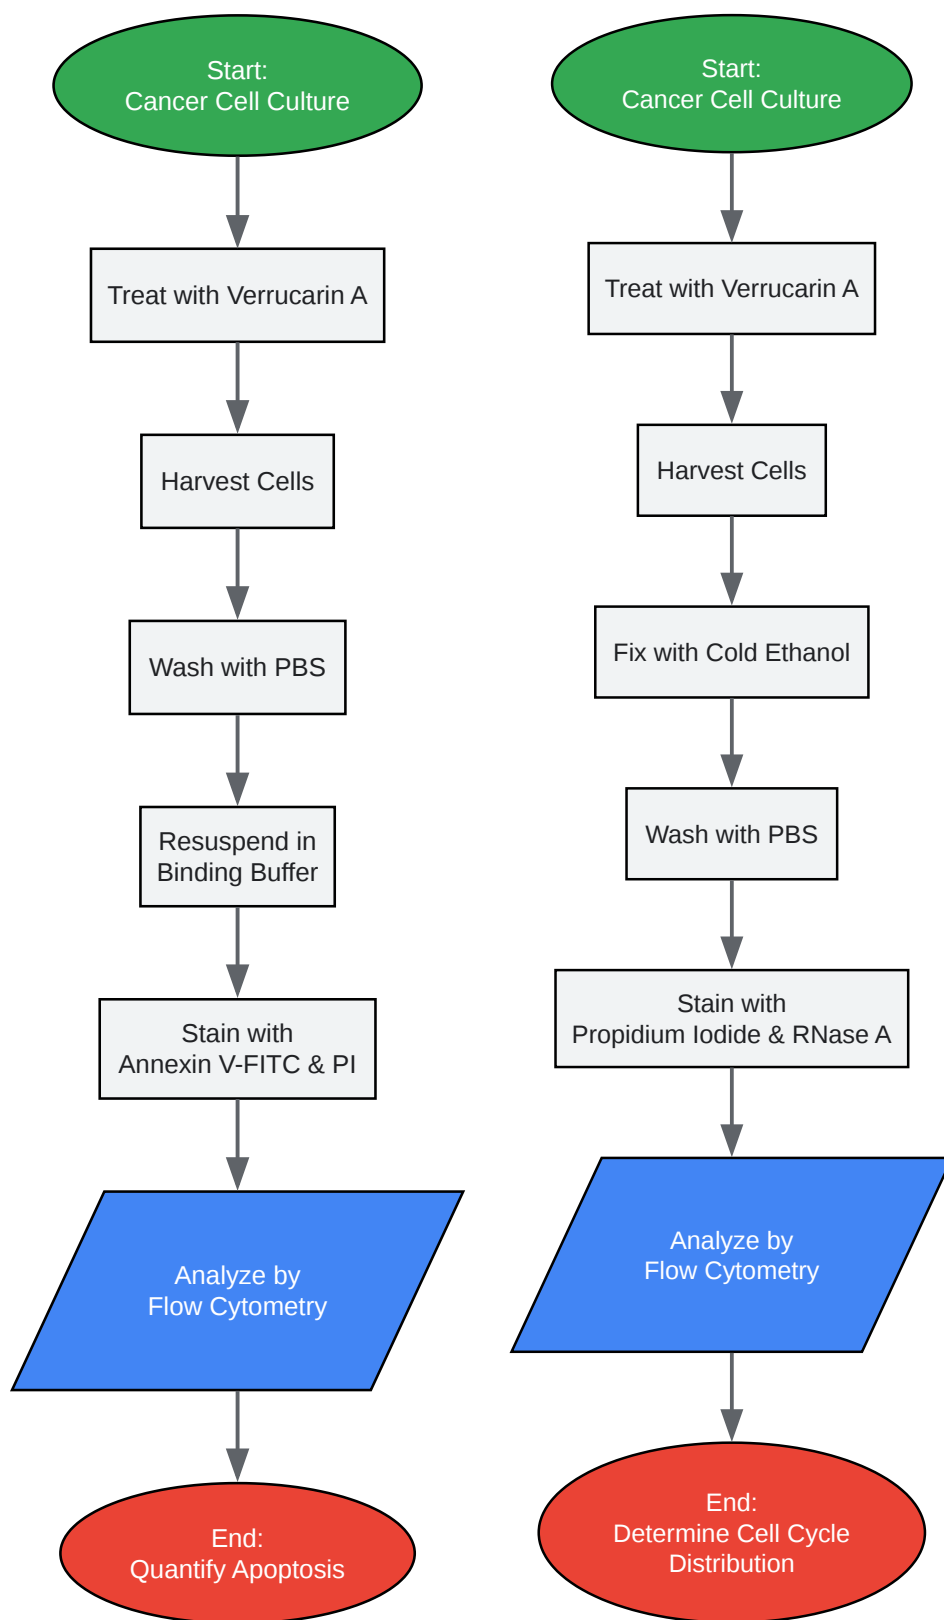 Start:
Cancer Cell Culture
Treat with Verrucarin A
Harvest Cells
Wash with PBS
Resuspend in
Binding Buffer
Stain with
Annexin V-FITC & PI
Analyze by
Flow Cytometry
End:
Quantify Apoptosis
Start:
Cancer Cell Culture
Treat with Verrucarin A
Harvest Cells
Fix with Cold Ethanol
Wash with PBS
Stain with
Propidium Iodide & RNase A
Analyze by
Flow Cytometry
End:
Determine Cell Cycle
Distribution